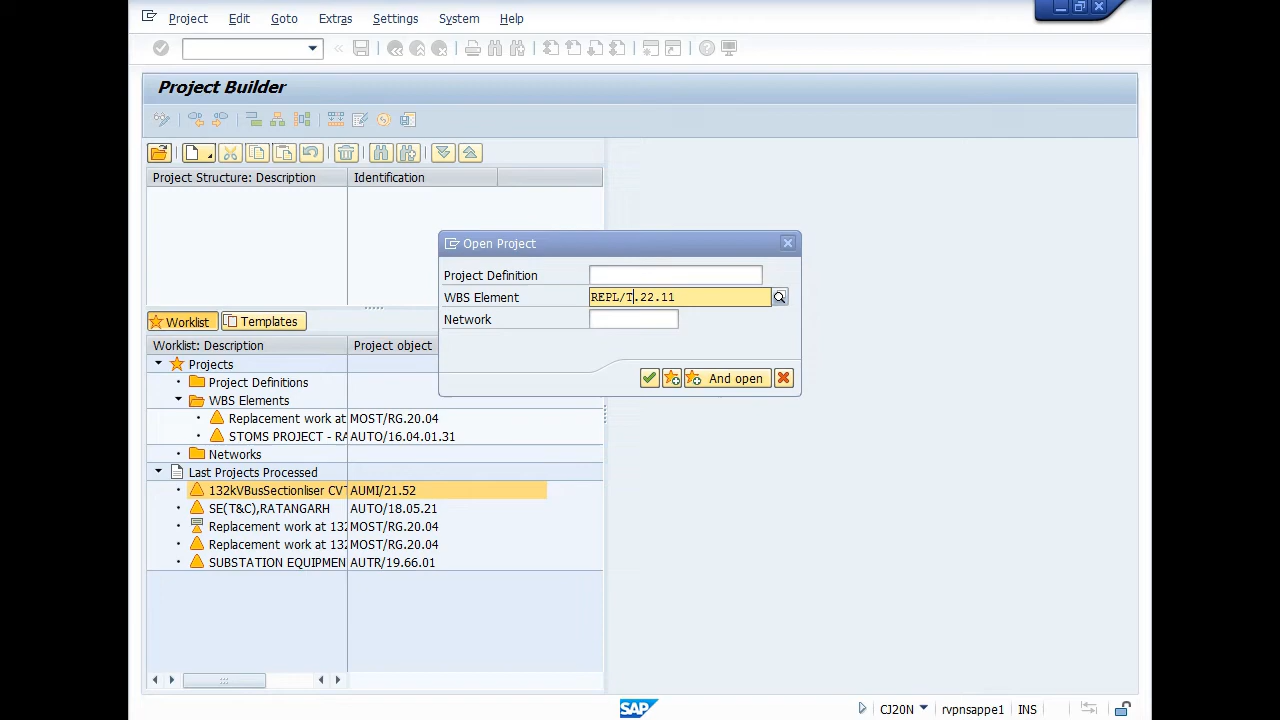 Project Edit Goto Extras Settings System Help
Project Builder
Project Structure: Description Identification
Open Project
Project Definition
WBS Element REPL/T.22.11
Network
And open
Worklist Templates
Worklist: Description Project object
Projects
Project Definitions
WBS Elements
Replacement work at MOST/RG.20.04
STOMS PROJECT - RA AUTO/16.04.01.31
Networks
Last Projects Processed
132kVBusSectionliser CVT AUMI/21.52
SE(T&C),RATANGARH AUTO/18.05.21
Replacement work at 132 MOST/RG.20.04
Replacement work at 132 MOST/RG.20.04
SUBSTATION EQUIPMEN AUTR/19.66.01
SAP CJ20N rvpnsappe1 INS